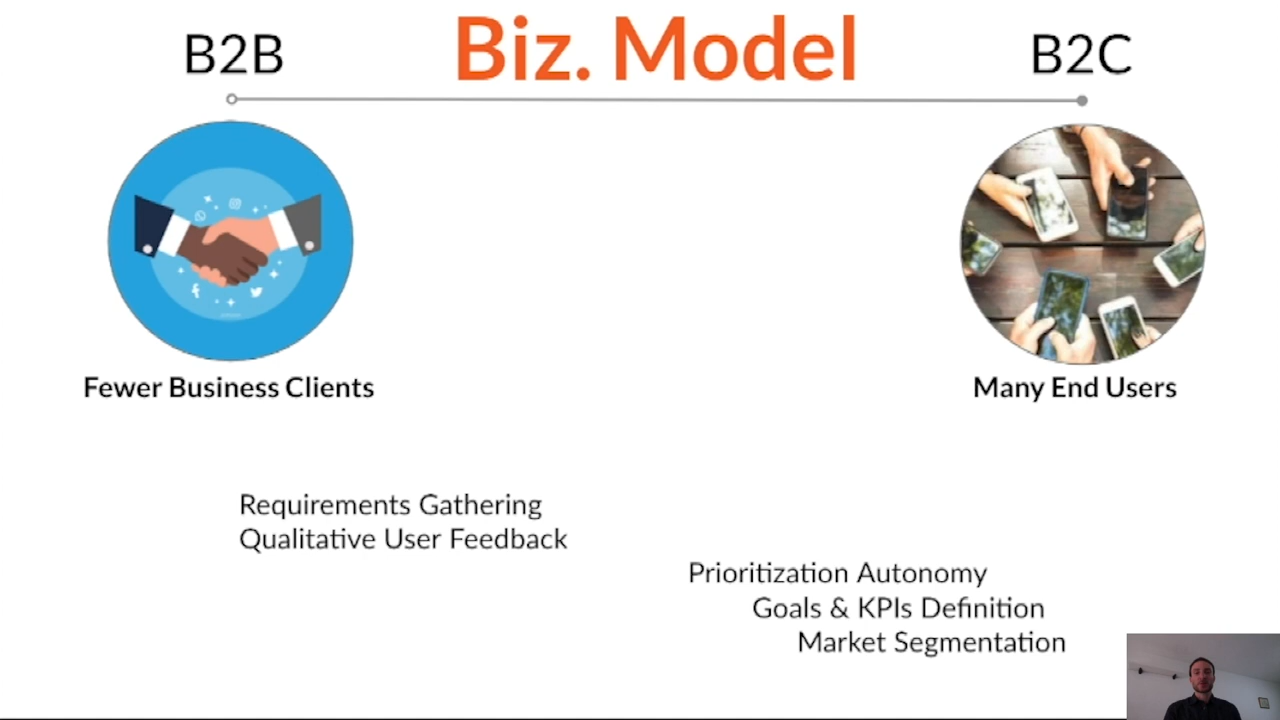 B2B
Biz. Model
B2C
Fewer Business Clients
Many End Users
Requirements Gathering
Qualitative User Feedback
Prioritization Autonomy
Goals & KPIs Definition
Market Segmentation